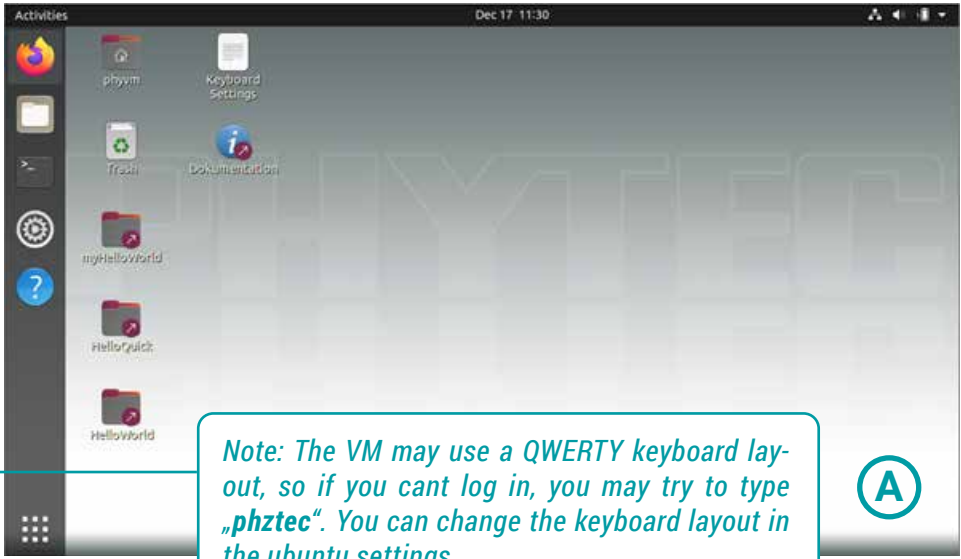 Activities
Dec 17 11:30
phyvm
Keyboard
Settings
Trash
Dokumentation
myHelloWorld
HelloQuick
HelloWorld
PHYTEC
Note: The VM may use a QWERTY keyboard lay-
out, so if you cant log in, you may try to type
„phztec“. You can change the keyboard layout in
the ubuntu settings
A